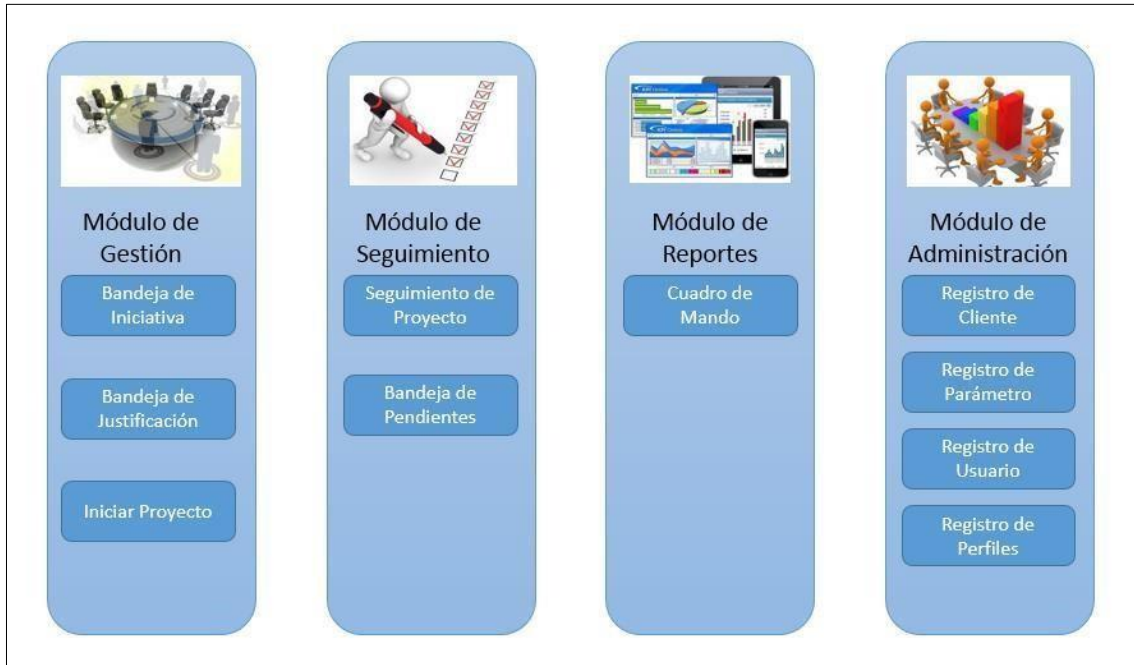 Módulo de
Gestión
Bandeja de
Iniciativa
Bandeja de
Justificación
Iniciar Proyecto
Módulo de
Seguimiento
Seguimiento de
Proyecto
Bandeja de
Pendientes
Módulo de
Reportes
Cuadro de
Mando
Módulo de
Administración
Registro de
Cliente
Registro de
Parámetro
Registro de
Usuario
Registro de
Perfiles